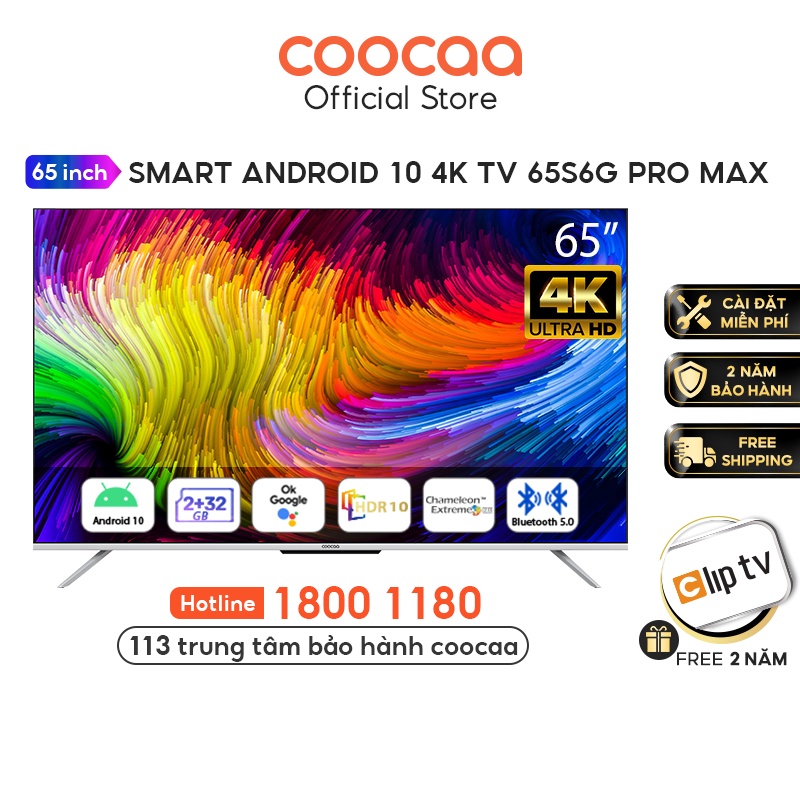 coocaa
Official Store
65 inch SMART ANDROID 10 4K TV 65S6G PRO MAX
65”
4K
ULTRA HD
CÀI ĐẶT
MIỄN PHÍ
2 NĂM
BẢO HÀNH
FREE
SHIPPING
Android 10
2+32
GB
Ok
Google
HDR10
Chameleon™
Extreme
Bluetooth 5.0
coocaa
Clip tv
FREE 2 NĂM
Hotline 1800 1180
113 trung tâm bảo hành coocaa